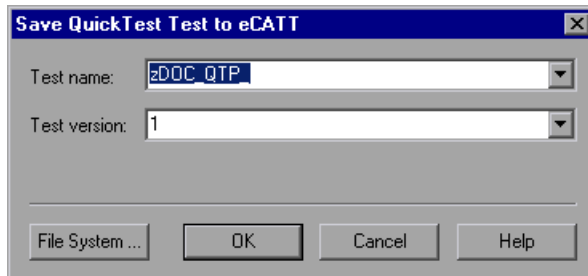 Save QuickTest Test to eCATT
Test name: zDOC_QTP_
Test version: 1
File System ... OK Cancel Help